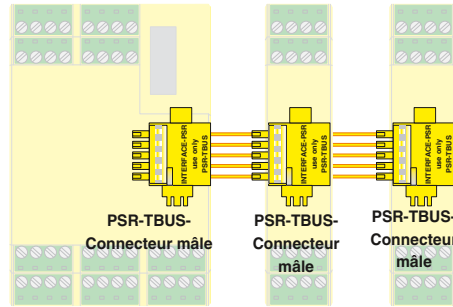 INTERFACE-PSR
use only
PSR-TBUS
INTERFACE-PSR
use only
PSR-TBUS
INTERFACE-PSR
use only
PSR-TBUS
PSR-TBUS-
Connecteur mâle
PSR-TBUS-
Connecteur
mâle
PSR-TBUS-
Connecteur
mâle